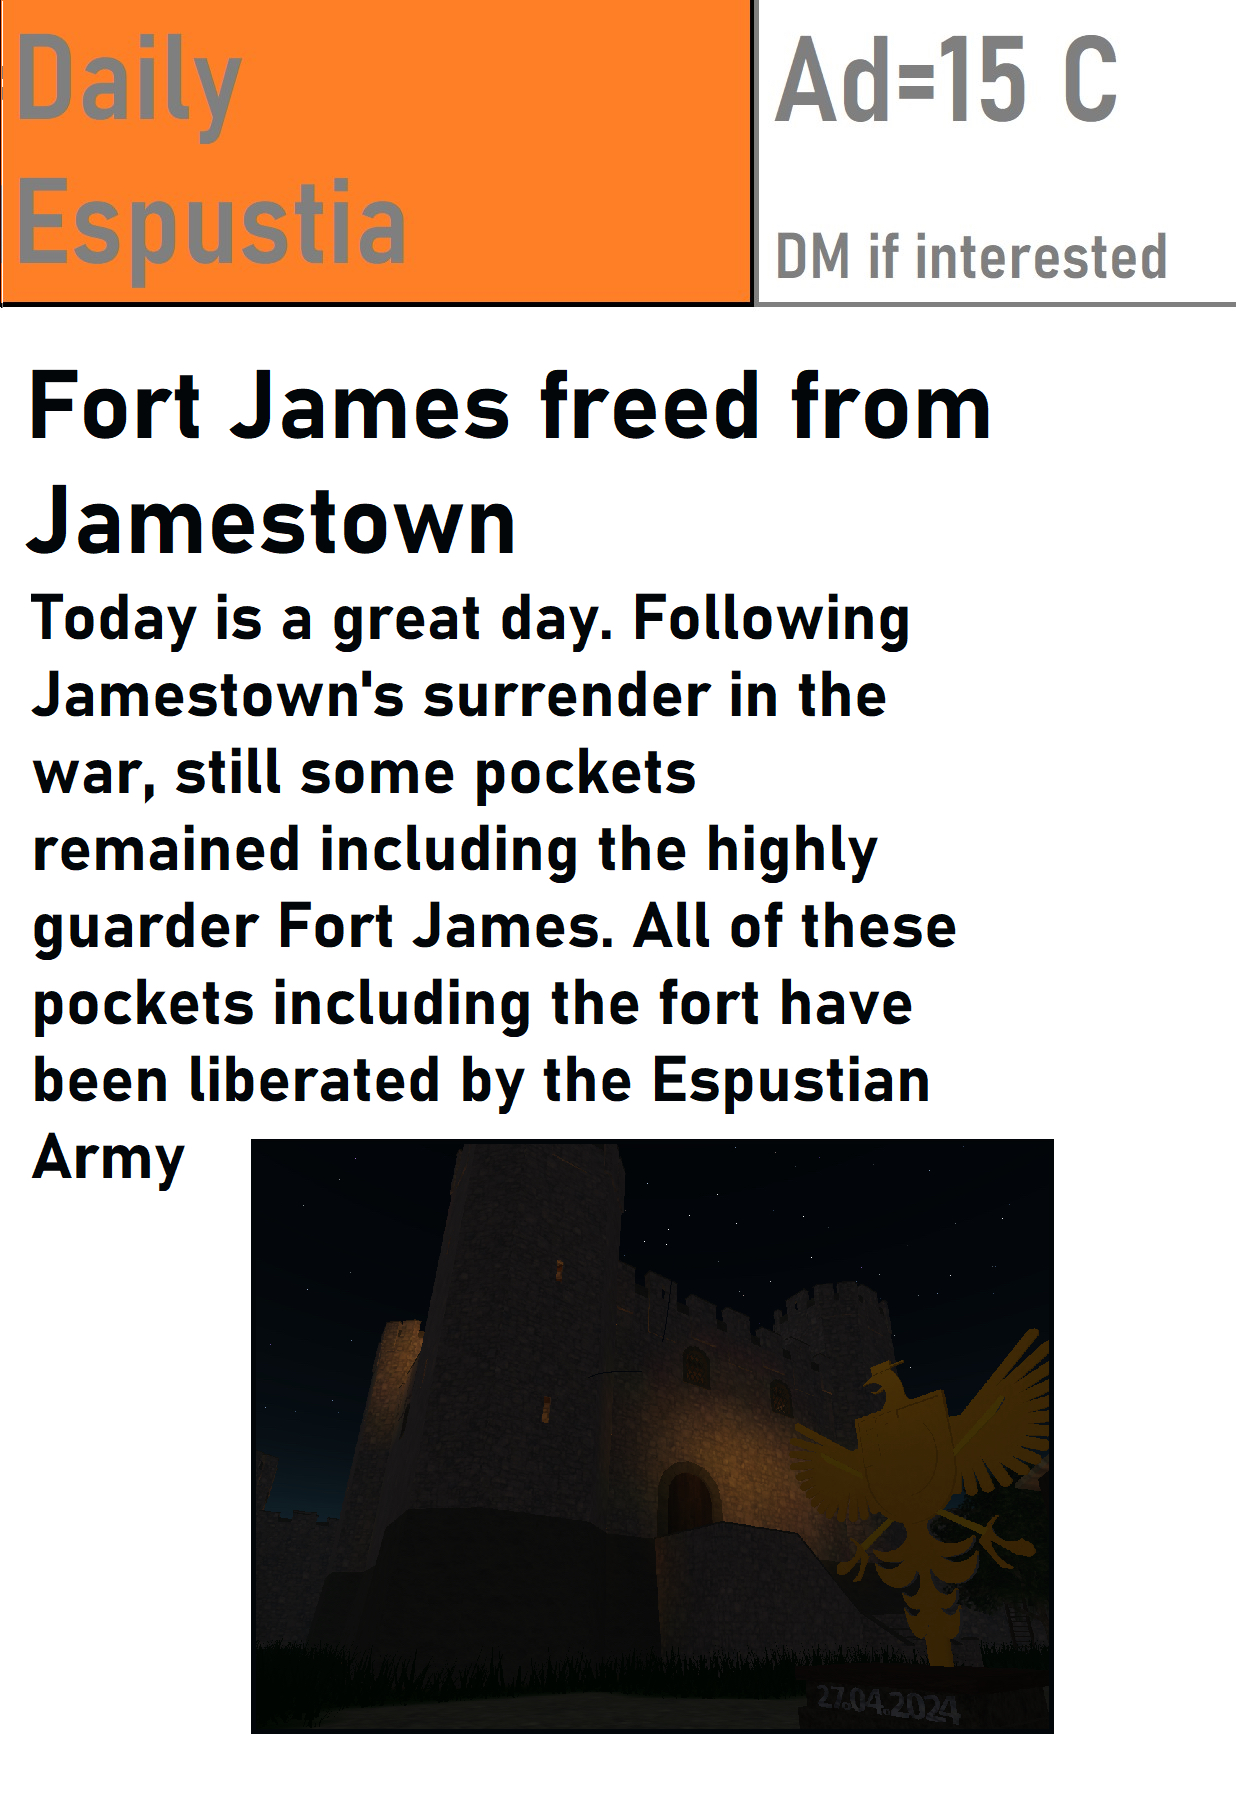 Daily
Espustia
Ad=15 C
DM if interested
Fort James freed from
Jamestown
Today is a great day. Following
Jamestown's surrender in the
war, still some pockets
remained including the highly
guarder Fort James. All of these
pockets including the fort have
been liberated by the Espustian
Army
27.04.2024